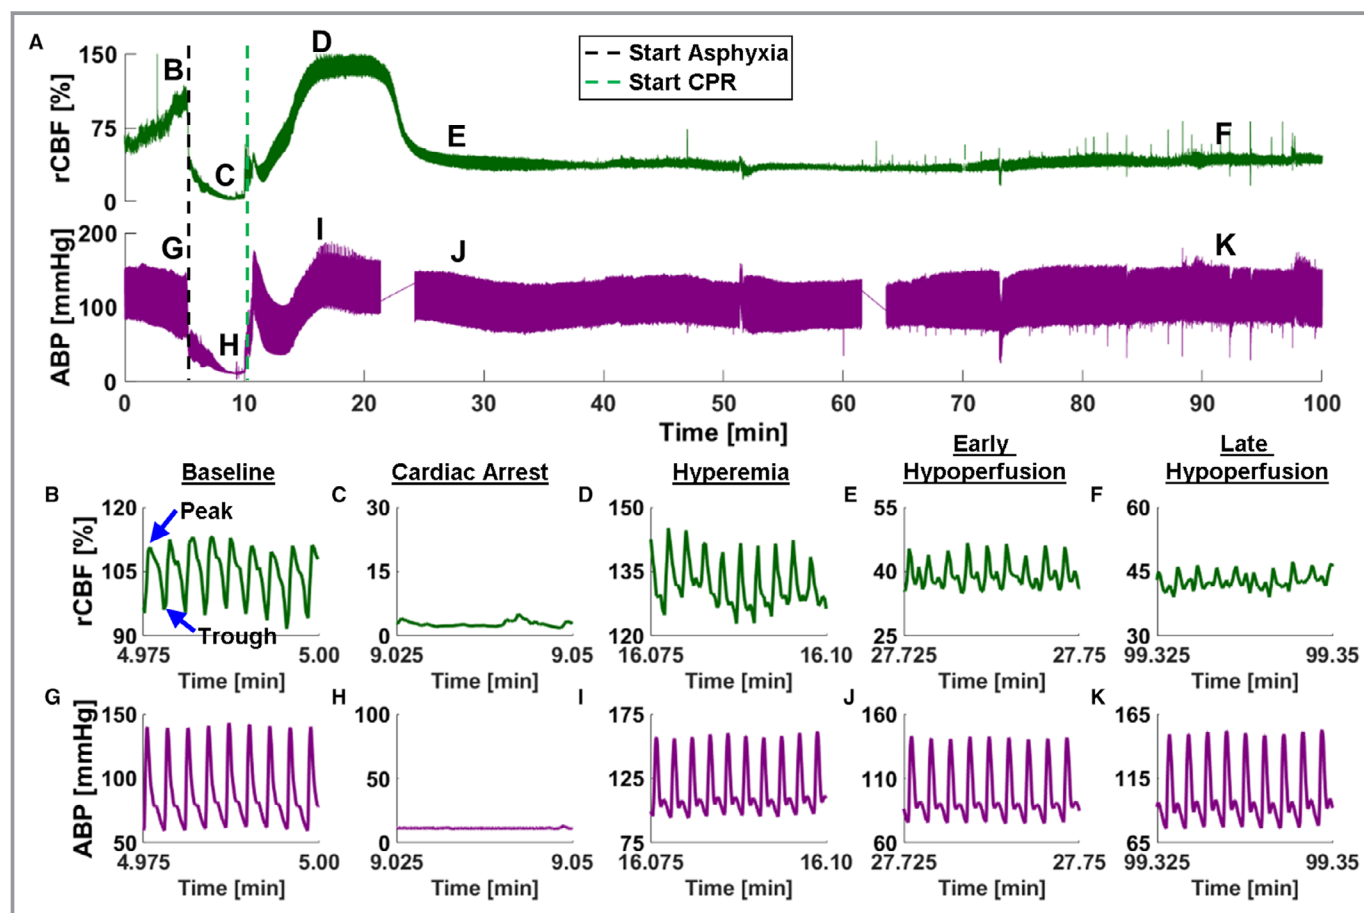 A
B
D
Start Asphyxia
Start CPR
rCBF [%]
150
75
0
C
E
F
ABP [mmHg]
200
100
0
G
H
I
J
K
0 10 20 30 40 50 60 70 80 90 100
Time [min]
Baseline
Cardiac Arrest
Hyperemia
Early Hypoperfusion
Late Hypoperfusion
B
rCBF [%]
120
105
90
Peak
Trough
4.975 5.00
Time [min]
C
30
15
0
9.025 9.05
Time [min]
D
150
135
120
16.075 16.10
Time [min]
E
55
40
25
27.725 27.75
Time [min]
F
60
45
30
99.325 99.35
Time [min]
G
ABP [mmHg]
150
100
50
4.975 5.00
Time [min]
H
100
50
0
9.025 9.05
Time [min]
I
175
125
75
16.075 16.10
Time [min]
J
160
110
60
27.725 27.75
Time [min]
K
165
115
65
99.325 99.35
Time [min]